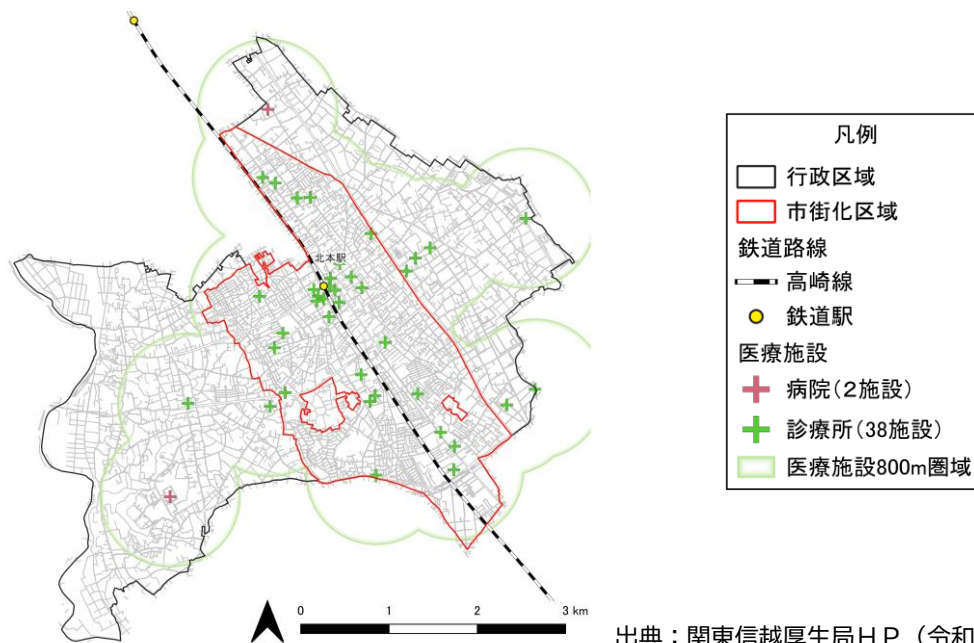 北本駅
0 1 2 3 km
凡例
行政区域
市街化区域
鉄道路線
高崎線
鉄道駅
医療施設
病院(2施設)
診療所(38施設)
医療施設800m圏域
出典:関東信越厚生局HP(令和